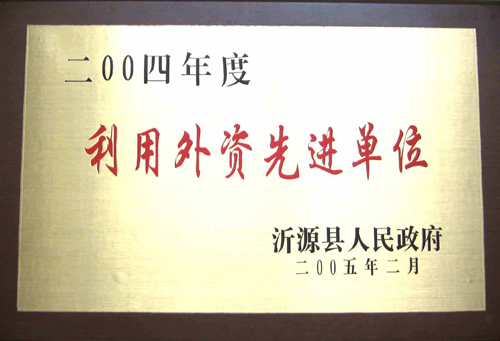 二00四年度
利用外资先进单位
沂源县人民政府
二00五年二月